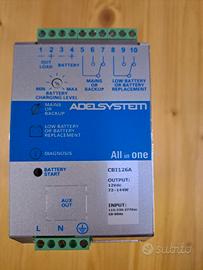 1 2 3 4 5 6 7 8 9 10
OUT LOAD
BATTERY
MAINS OR BACKUP
LOW BATTERY OR BATTERY REPLACEMENT
MIN
MAX
BATTERY CHARGING LEVEL
ADELSYSTEM
MAINS OR BACKUP
LOW BATTERY OR BATTERY REPLACEMENT
DIAGNOSIS
All in one
BATTERY START
CBI126A
OUTPUT:
12Vdc
72-144W
AUX OUT
INPUT:
115-230-277Vac
50-60Hz
L N
subito